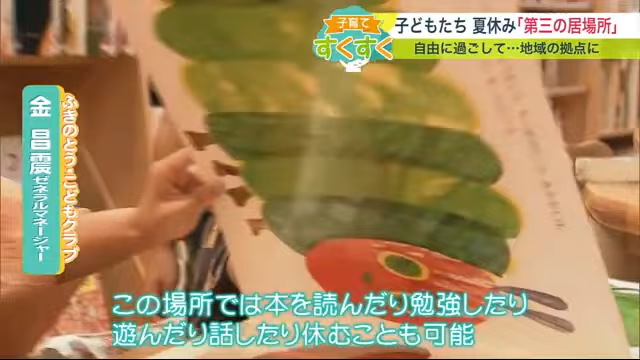 子育て
すくすく
子どもたち 夏休み「第三の居場所」
自由に過ごして…地域の拠点に
ふきのとう・こどもクラブ
金 昌震 ゼネラルマネージャー
この場所では本を読んだり勉強したり
遊んだり話したり休むことも可能